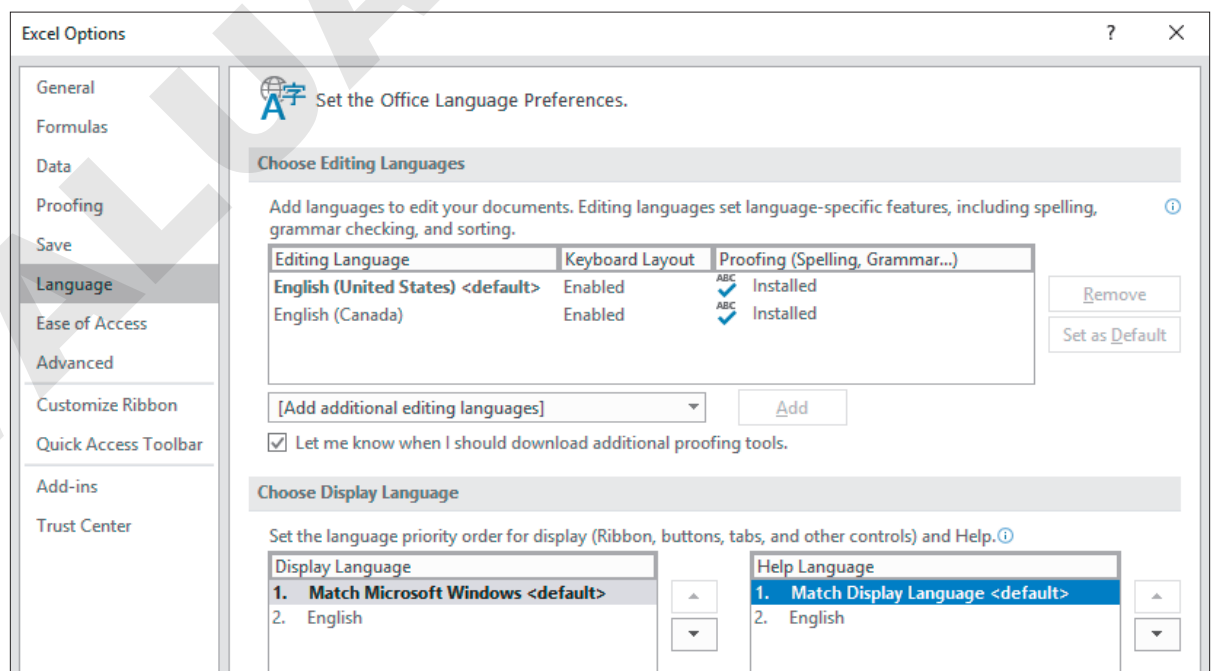 Excel Options ? ×
General
Formulas
Data
Proofing
Save
Language
Ease of Access
Advanced
Customize Ribbon
Quick Access Toolbar
Add-ins
Trust Center
A字 Set the Office Language Preferences.
Choose Editing Languages
Add languages to edit your documents. Editing languages set language-specific features, including spelling,
grammar checking, and sorting.
Editing Language Keyboard Layout Proofing (Spelling, Grammar...)
English (United States) <default> Enabled ABC Installed
English (Canada) Enabled ABC Installed
Remove
Set as Default
[Add additional editing languages] Add
Let me know when I should download additional proofing tools.
Choose Display Language
Set the language priority order for display (Ribbon, buttons, tabs, and other controls) and Help.
Display Language
1. Match Microsoft Windows <default>
2. English
Help Language
1. Match Display Language <default>
2. English